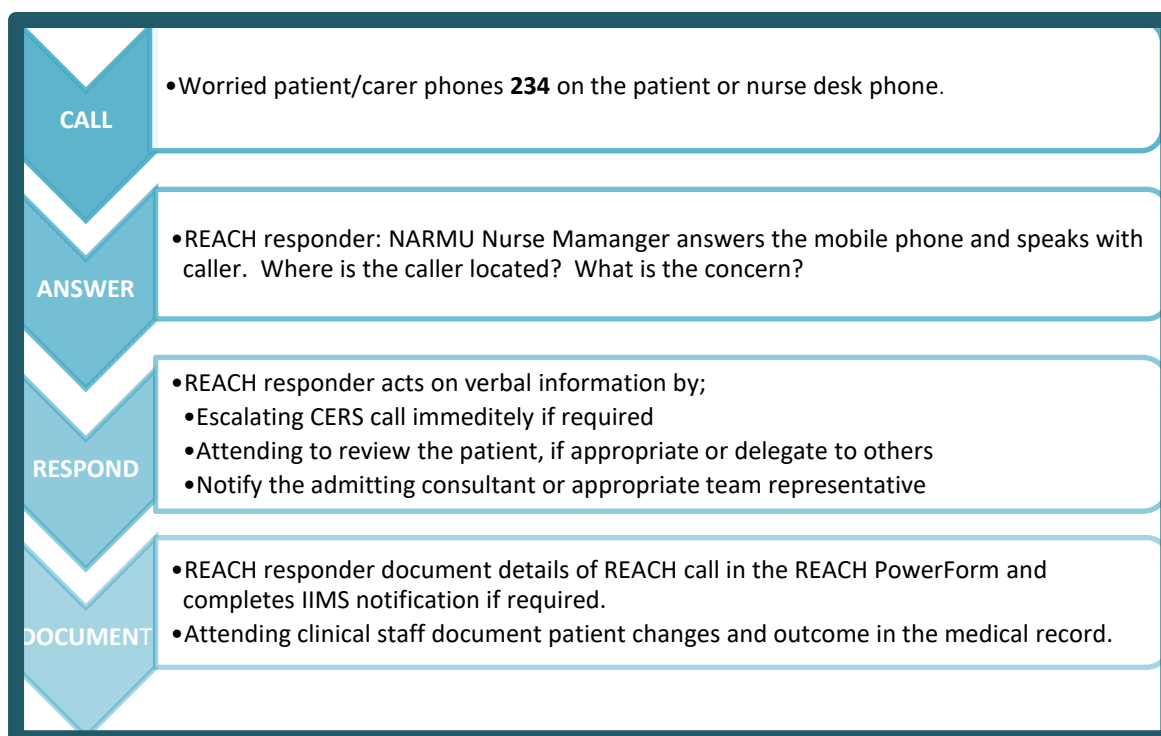 CALL
•Worried patient/carer phones 234 on the patient or nurse desk phone.
ANSWER
•REACH responder: NARMU Nurse Mamanger answers the mobile phone and speaks with
caller.  Where is the caller located?  What is the concern?
RESPOND
•REACH responder acts on verbal information by;
•Escalating CERS call immeditely if required
•Attending to review the patient, if appropriate or delegate to others
•Notify the admitting consultant or appropriate team representative
DOCUMENT
•REACH responder document details of REACH call in the REACH PowerForm and
completes IIMS notification if required.
•Attending clinical staff document patient changes and outcome in the medical record.